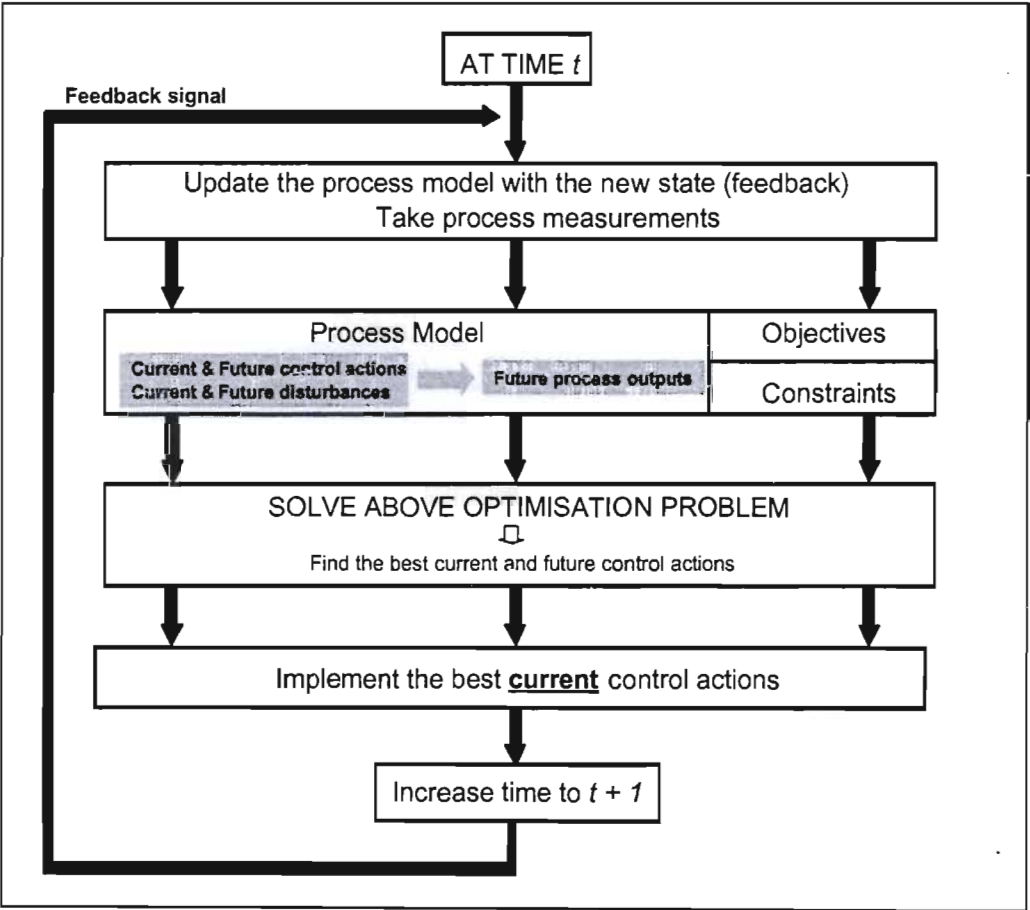 AT TIME t
Feedback signal
Update the process model with the new state (feedback)
Take process measurements
Process Model
Objectives
Current & Future control actions
Current & Future disturbances
Future process outputs
Constraints
SOLVE ABOVE OPTIMISATION PROBLEM
Find the best current and future control actions
Implement the best current control actions
Increase time to t + 1